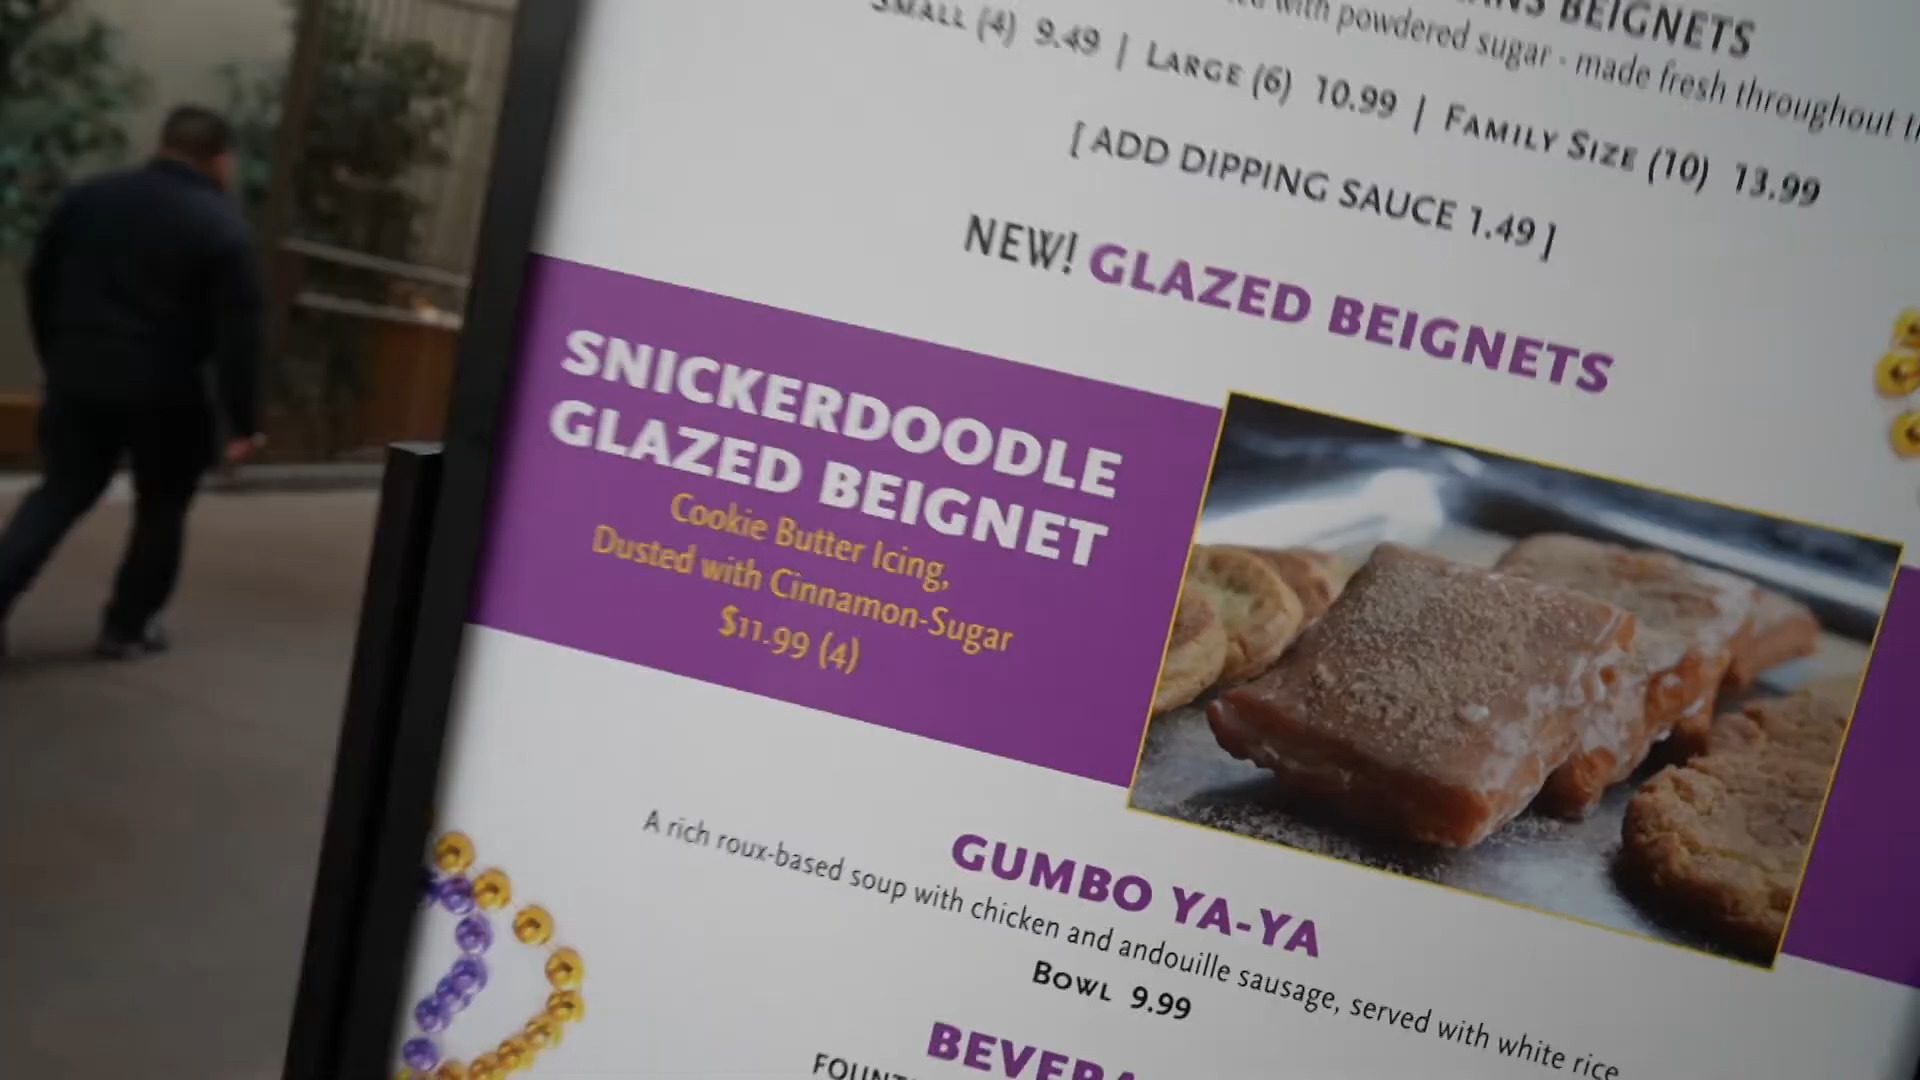 BEIGNETS
with powdered sugar - made fresh throughout
SMALL (4) 9.49 | LARGE (6) 10.99 | FAMILY SIZE (10) 13.99
[ ADD DIPPING SAUCE 1.49 ]
NEW! GLAZED BEIGNETS
SNICKERDOODLE
GLAZED BEIGNET
Cookie Butter Icing,
Dusted with Cinnamon-Sugar
$11.99 (4)
GUMBO YA-YA
A rich roux-based soup with chicken and andouille sausage, served with white rice
BOWL 9.99